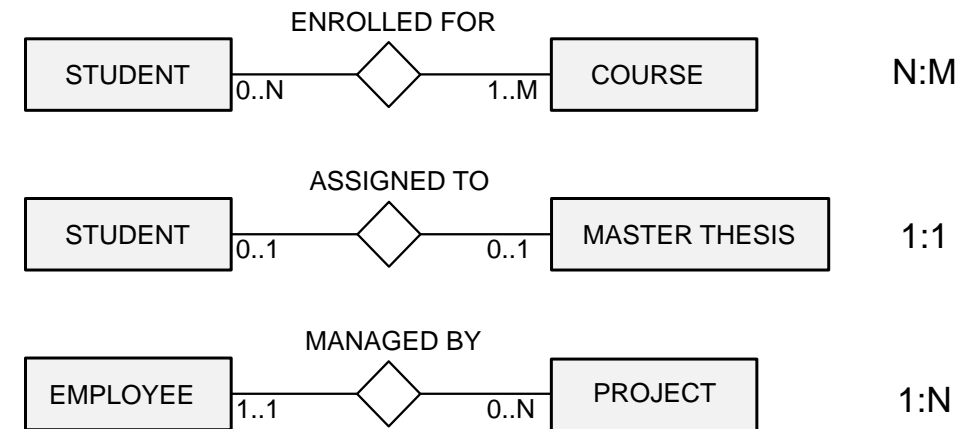 ENROLLED FOR
STUDENT
0..N
1..M
COURSE
N:M
ASSIGNED TO
STUDENT
0..1
0..1
MASTER THESIS
1:1
MANAGED BY
EMPLOYEE
1..1
0..N
PROJECT
1:N